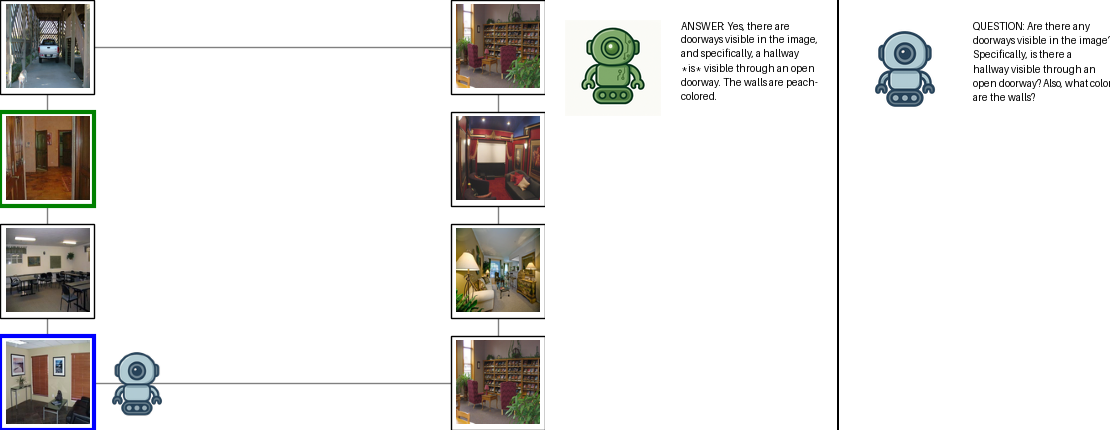 ANSWER: Yes, there are
doorways visible in the image,
and specifically, a hallway
*is* visible through an open
doorway. The walls are peach-
colored.
QUESTION: Are there any
doorways visible in the image?
Specifically, is there a
hallway visible through an
open doorway? Also, what color
are the walls?